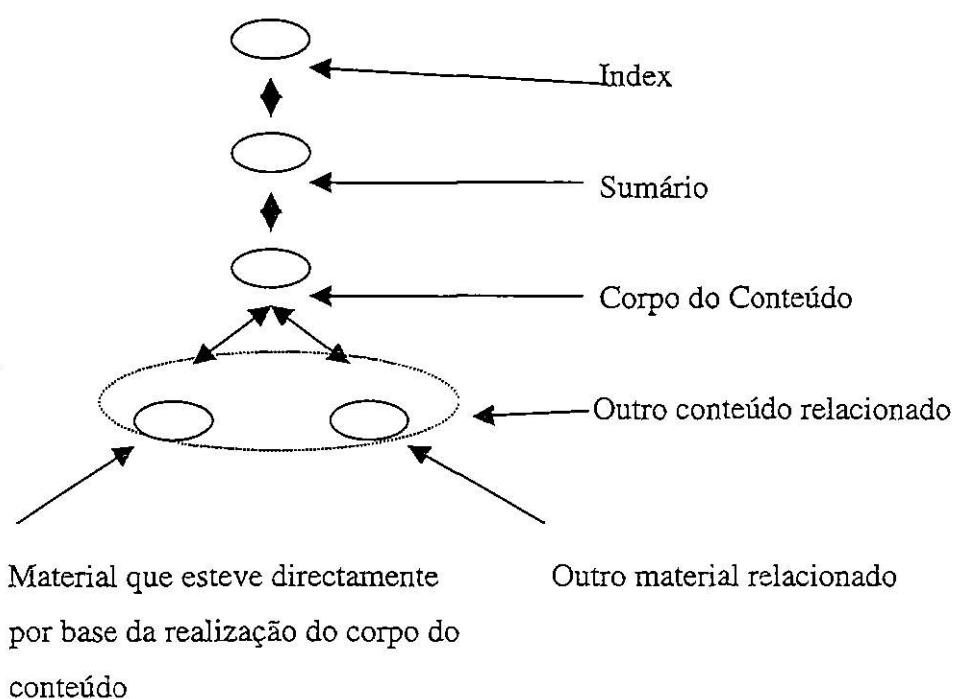 Index
Sumário
Corpo do Conteúdo
Outro conteúdo relacionado
Material que esteve directamente
por base da realização do corpo do
conteúdo
Outro material relacionado